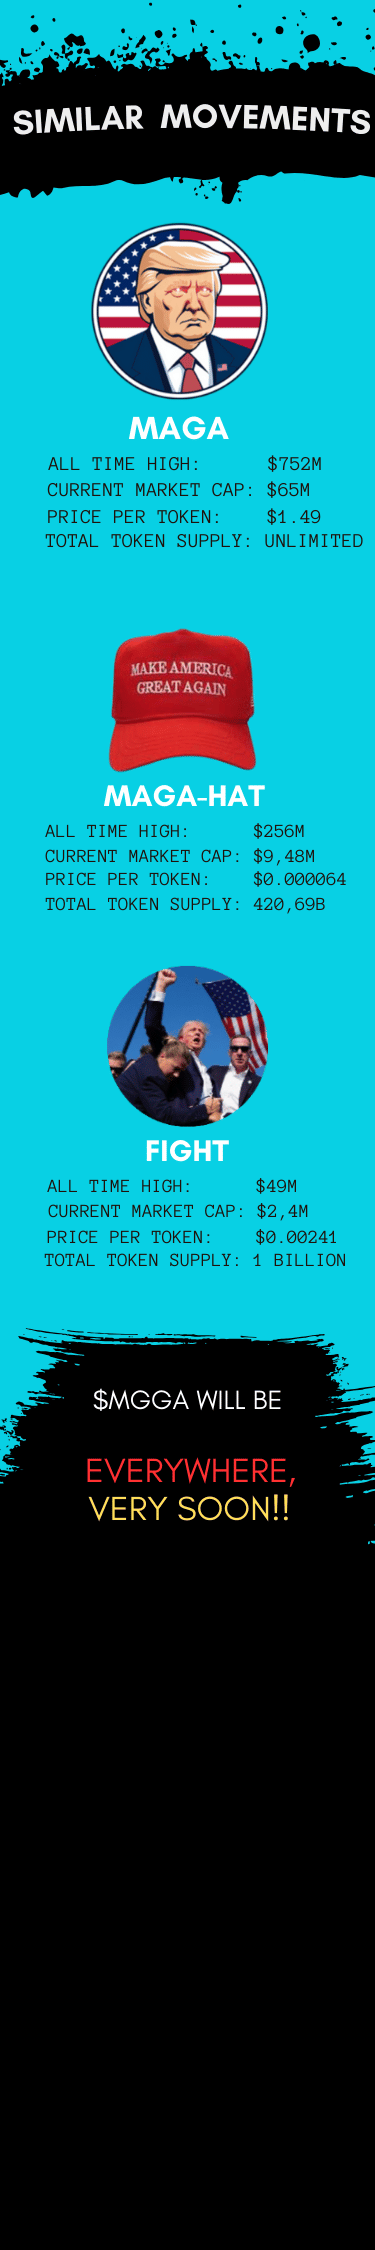 SIMILAR MOVEMENTS
MAGA
ALL TIME HIGH: $752M
CURRENT MARKET CAP: $65M
PRICE PER TOKEN: $1.49
TOTAL TOKEN SUPPLY: UNLIMITED
MAKE AMERICA
GREAT AGAIN
MAGA-HAT
ALL TIME HIGH: $256M
CURRENT MARKET CAP: $9,48M
PRICE PER TOKEN: $0.000064
TOTAL TOKEN SUPPLY: 420,69B
FIGHT
ALL TIME HIGH: $49M
CURRENT MARKET CAP: $2,4M
PRICE PER TOKEN: $0.00241
TOTAL TOKEN SUPPLY: 1 BILLION
$MGGA WILL BE
EVERYWHERE,
VERY SOON!!